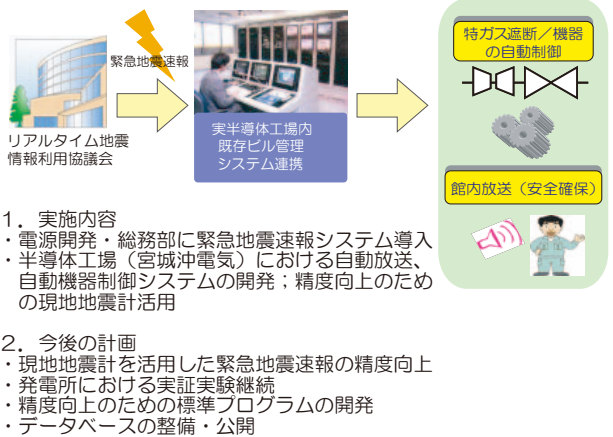 特ガス遮断／機器
の自動制御
緊急地震速報
リアルタイム地震
情報利用協議会
実半導体工場内
既存ビル管理
システム連携
館内放送（安全確保）
１．実施内容
・電源開発・総務部に緊急地震速報システム導入
・半導体工場（宮城沖電気）における自動放送、
自動機器制御システムの開発；精度向上のため
の現地地震計活用
２．今後の計画
・現地地震計を活用した緊急地震速報の精度向上
・発電所における実証実験継続
・精度向上のための標準プログラムの開発
・データベースの整備・公開